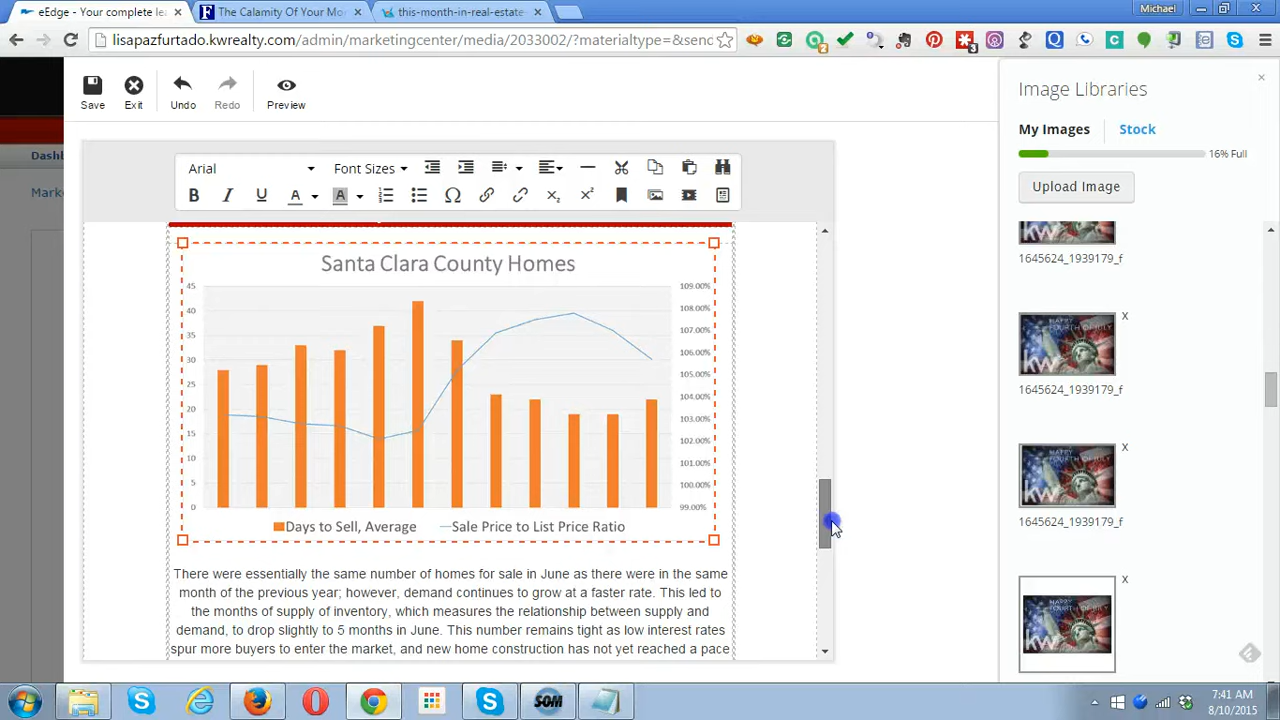 eEdge - Your complete lea
The Calamity Of Your Mo
this-month-in-real-estate-
Michael
lisapazfurtado.kwrealty.com/admin/marketingcenter/media/2033002/?materialtype=&send
Save
Exit
Undo
Redo
Preview
Image Libraries
My Images
Stock
16% Full
Upload Image
Dashl
Marke
Arial
Font Sizes
1645624_1939179_f
1645624_1939179_f
1645624_1939179_f
Santa Clara County Homes
45
40
35
30
25
20
15
10
5
0
109.00%
108.00%
107.00%
106.00%
105.00%
104.00%
103.00%
102.00%
101.00%
100.00%
99.00%
Days to Sell, Average
Sale Price to List Price Ratio
There were essentially the same number of homes for sale in June as there were in the same
month of the previous year; however, demand continues to grow at a faster rate. This led to
the months of supply of inventory, which measures the relationship between supply and
demand, to drop slightly to 5 months in June. This number remains tight as low interest rates
spur more buyers to enter the market, and new home construction has not yet reached a pace
7:41 AM
8/10/2015